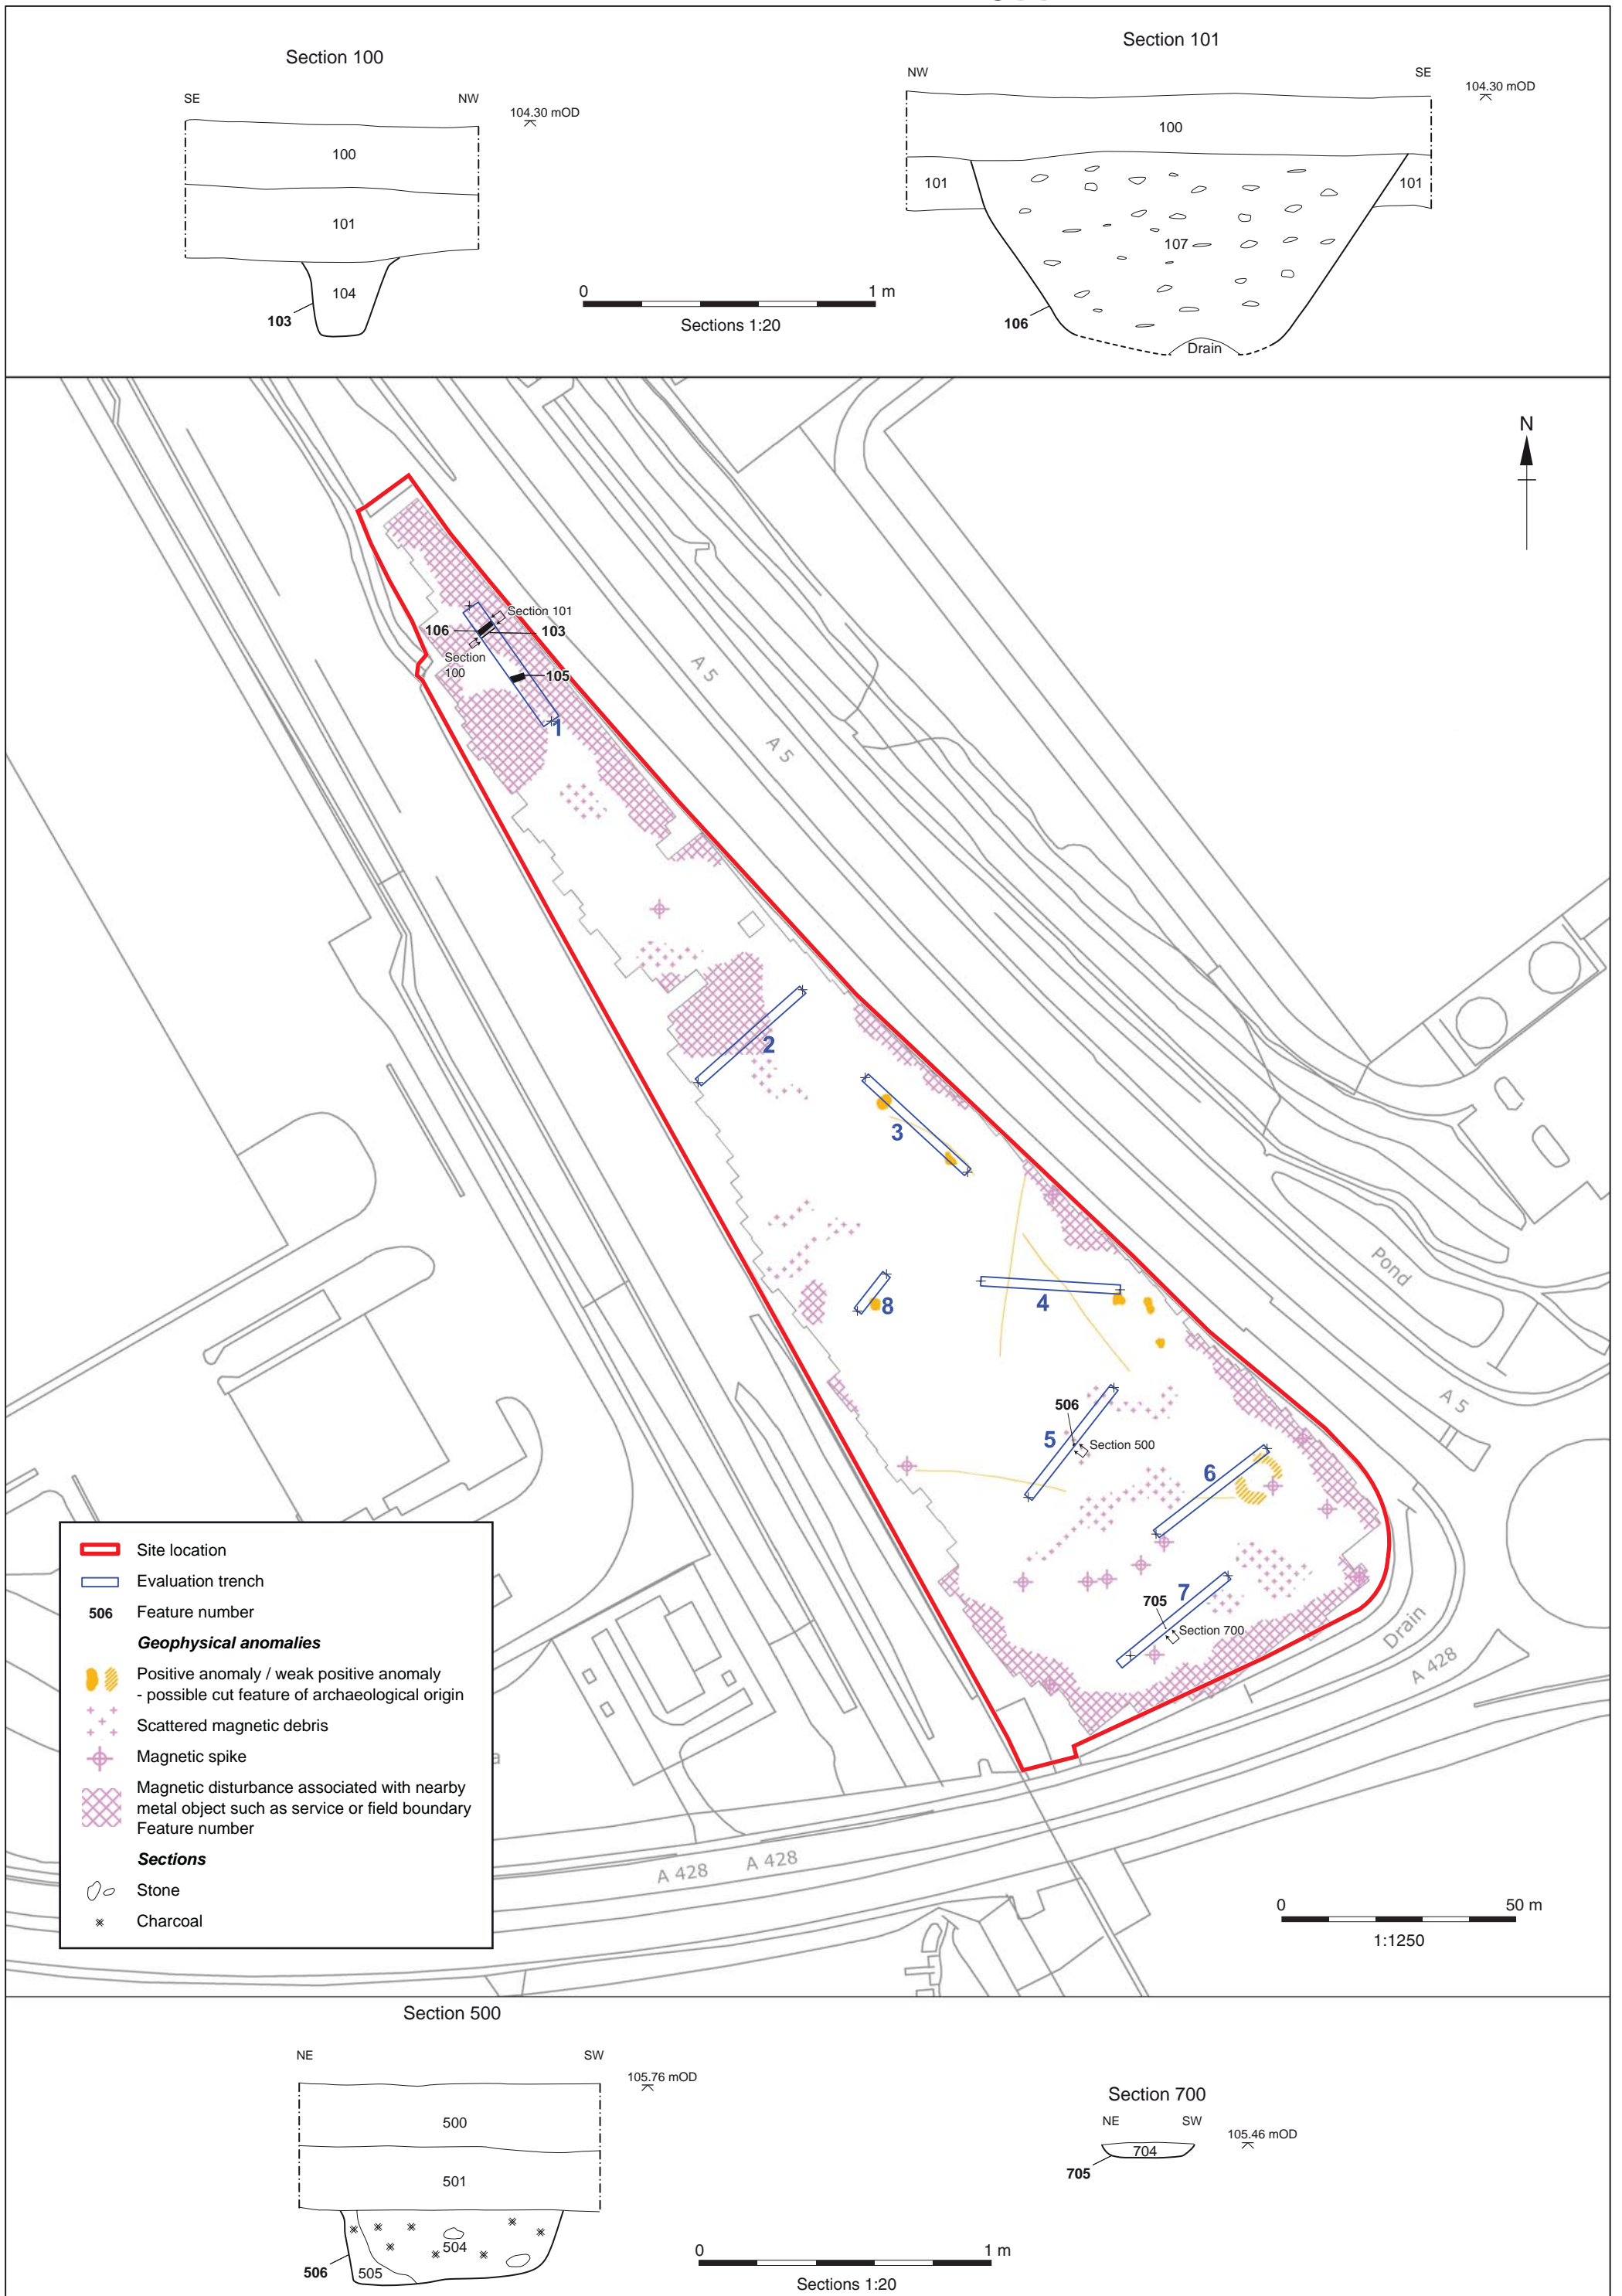 Section 100
SE
NW
104.30 mOD
100
101
104
103
0
1 m
Sections 1:20
Section 101
NW
SE
104.30 mOD
100
101
101
107
106
Drain
N
Section 101
106
103
Section
100
105
1
A 5
A 5
2
3
Pond
8
4
A 5
506
5
Section 500
6
7
705
Section 700
Drain
A 428
A 428
A 428
a
Site location
Evaluation trench
506
Feature number
Geophysical anomalies
Positive anomaly / weak positive anomaly
- possible cut feature of archaeological origin
Scattered magnetic debris
Magnetic spike
Magnetic disturbance associated with nearby
metal object such as service or field boundary
Feature number
Sections
Stone
Charcoal
0
50 m
1:1250
Section 500
NE
SW
105.76 mOD
500
501
504
505
506
0
1 m
Sections 1:20
Section 700
NE
SW
105.46 mOD
704
705